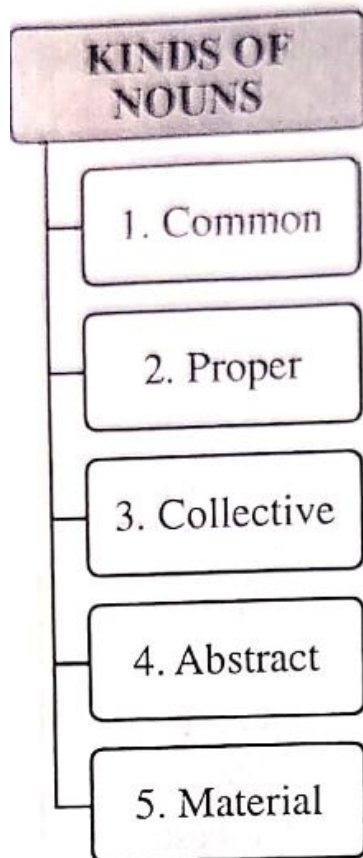 KINDS OF
NOUNS
1. Common
2. Proper
3. Collective
4. Abstract
5. Material